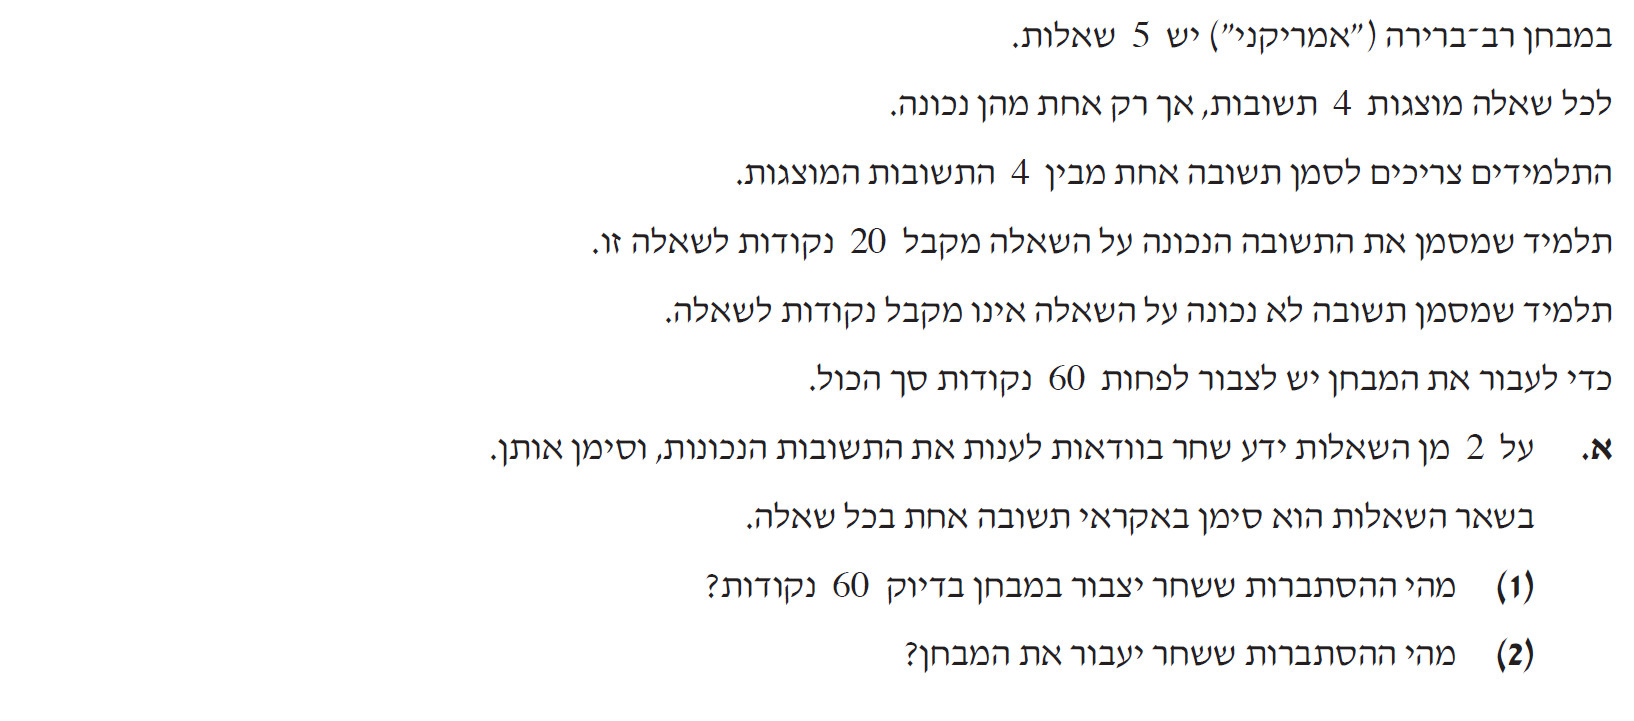 במבחן רב־ברירה ("אמריקני") יש 5 שאלות.
לכל שאלה מוצגות 4 תשובות, אך רק אחת מהן נכונה.
התלמידים צריכים לסמן תשובה אחת מבין 4 התשובות המוצגות.
תלמיד שמסמן את התשובה הנכונה על השאלה מקבל 20 נקודות לשאלה זו.
תלמיד שמסמן תשובה לא נכונה על השאלה אינו מקבל נקודות לשאלה.
כדי לעבור את המבחן יש לצבור לפחות 60 נקודות סך הכול.
א. על 2 מן השאלות ידע שחר בוודאות לענות את התשובות הנכונות, וסימן אותן.
בשאר השאלות הוא סימן באקראי תשובה אחת בכל שאלה.
(1) מהי ההסתברות ששחר יצבור במבחן בדיוק 60 נקודות?
(2) מהי ההסתברות ששחר יעבור את המבחן?